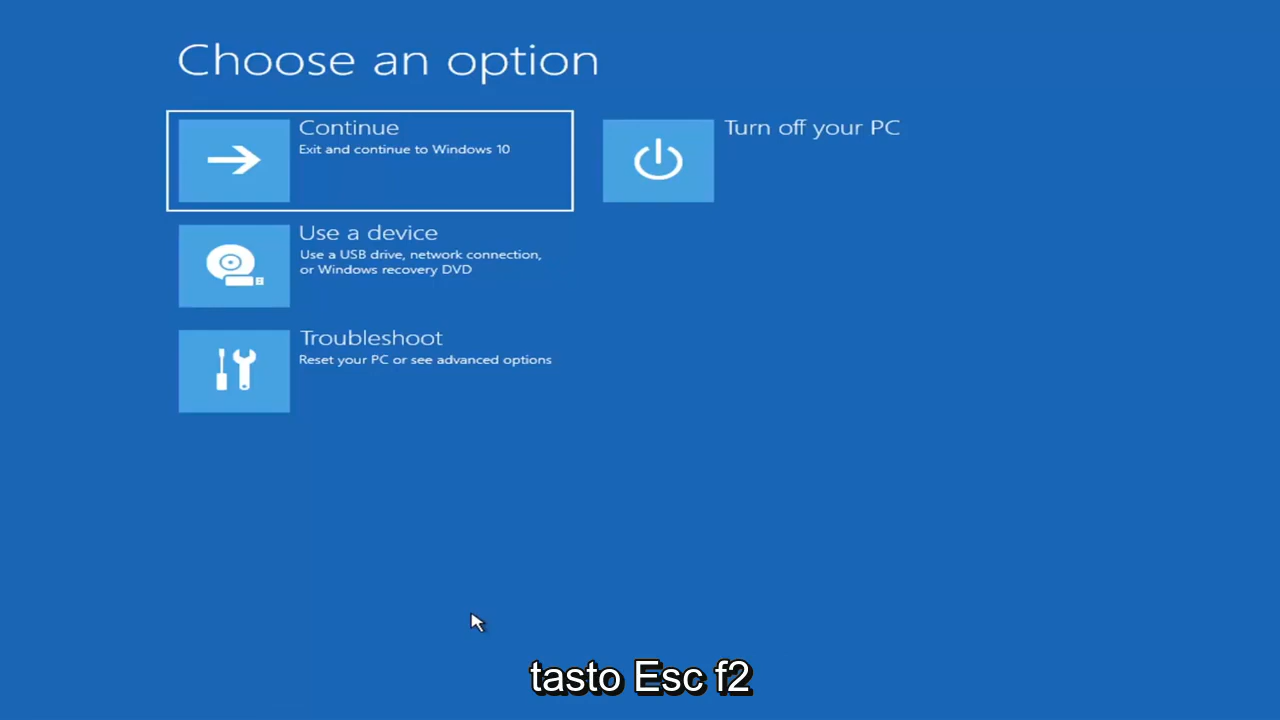 Choose an option
Continue
Exit and continue to Windows 10
Use a device
Use a USB drive, network connection,
or Windows recovery DVD
Troubleshoot
Reset your PC or see advanced options
Turn off your PC
tasto Esc f2